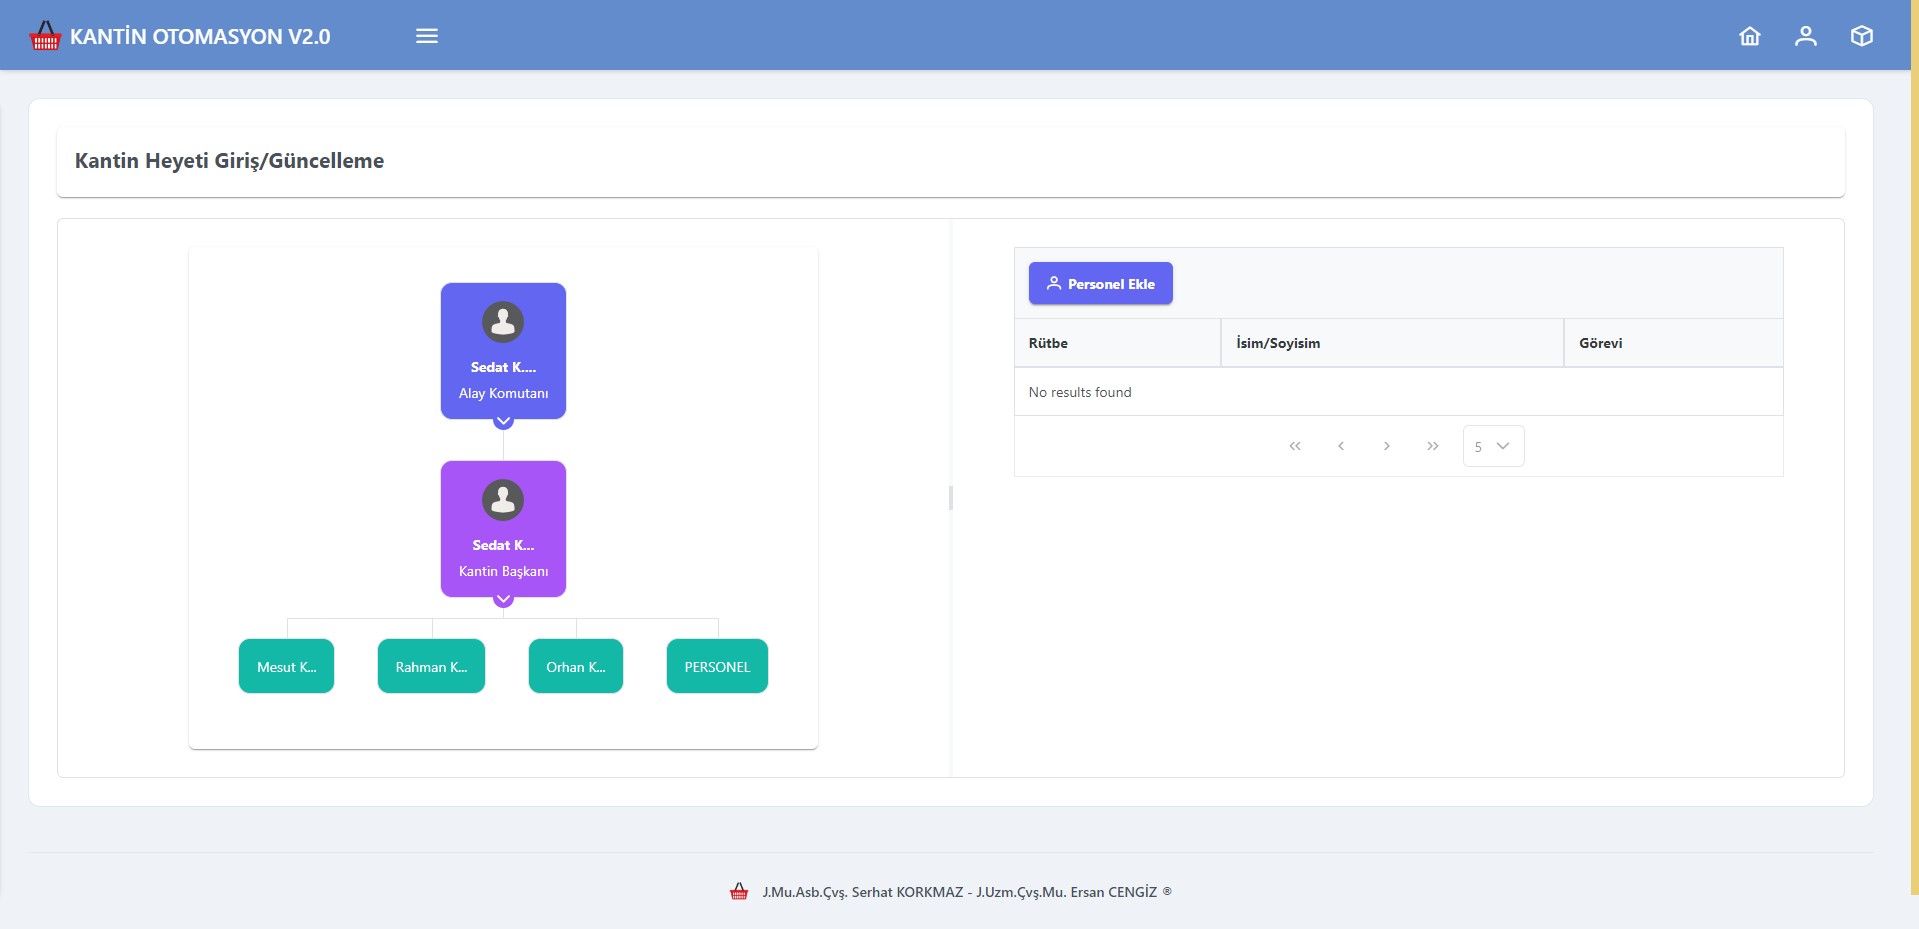 KANTİN OTOMASYON V2.0
Kantin Heyeti Giriş/Güncelleme
Sedat K....
Alay Komutanı
Sedat K...
Kantin Başkanı
Mesut K...
Rahman K...
Orhan K...
PERSONEL
Personel Ekle
Rütbe
İsim/Soyisim
Görevi
No results found
5
J.Mu.Asb.Çvş. Serhat KORKMAZ - J.Uzm.Çvş.Mu. Ersan CENGİZ ®